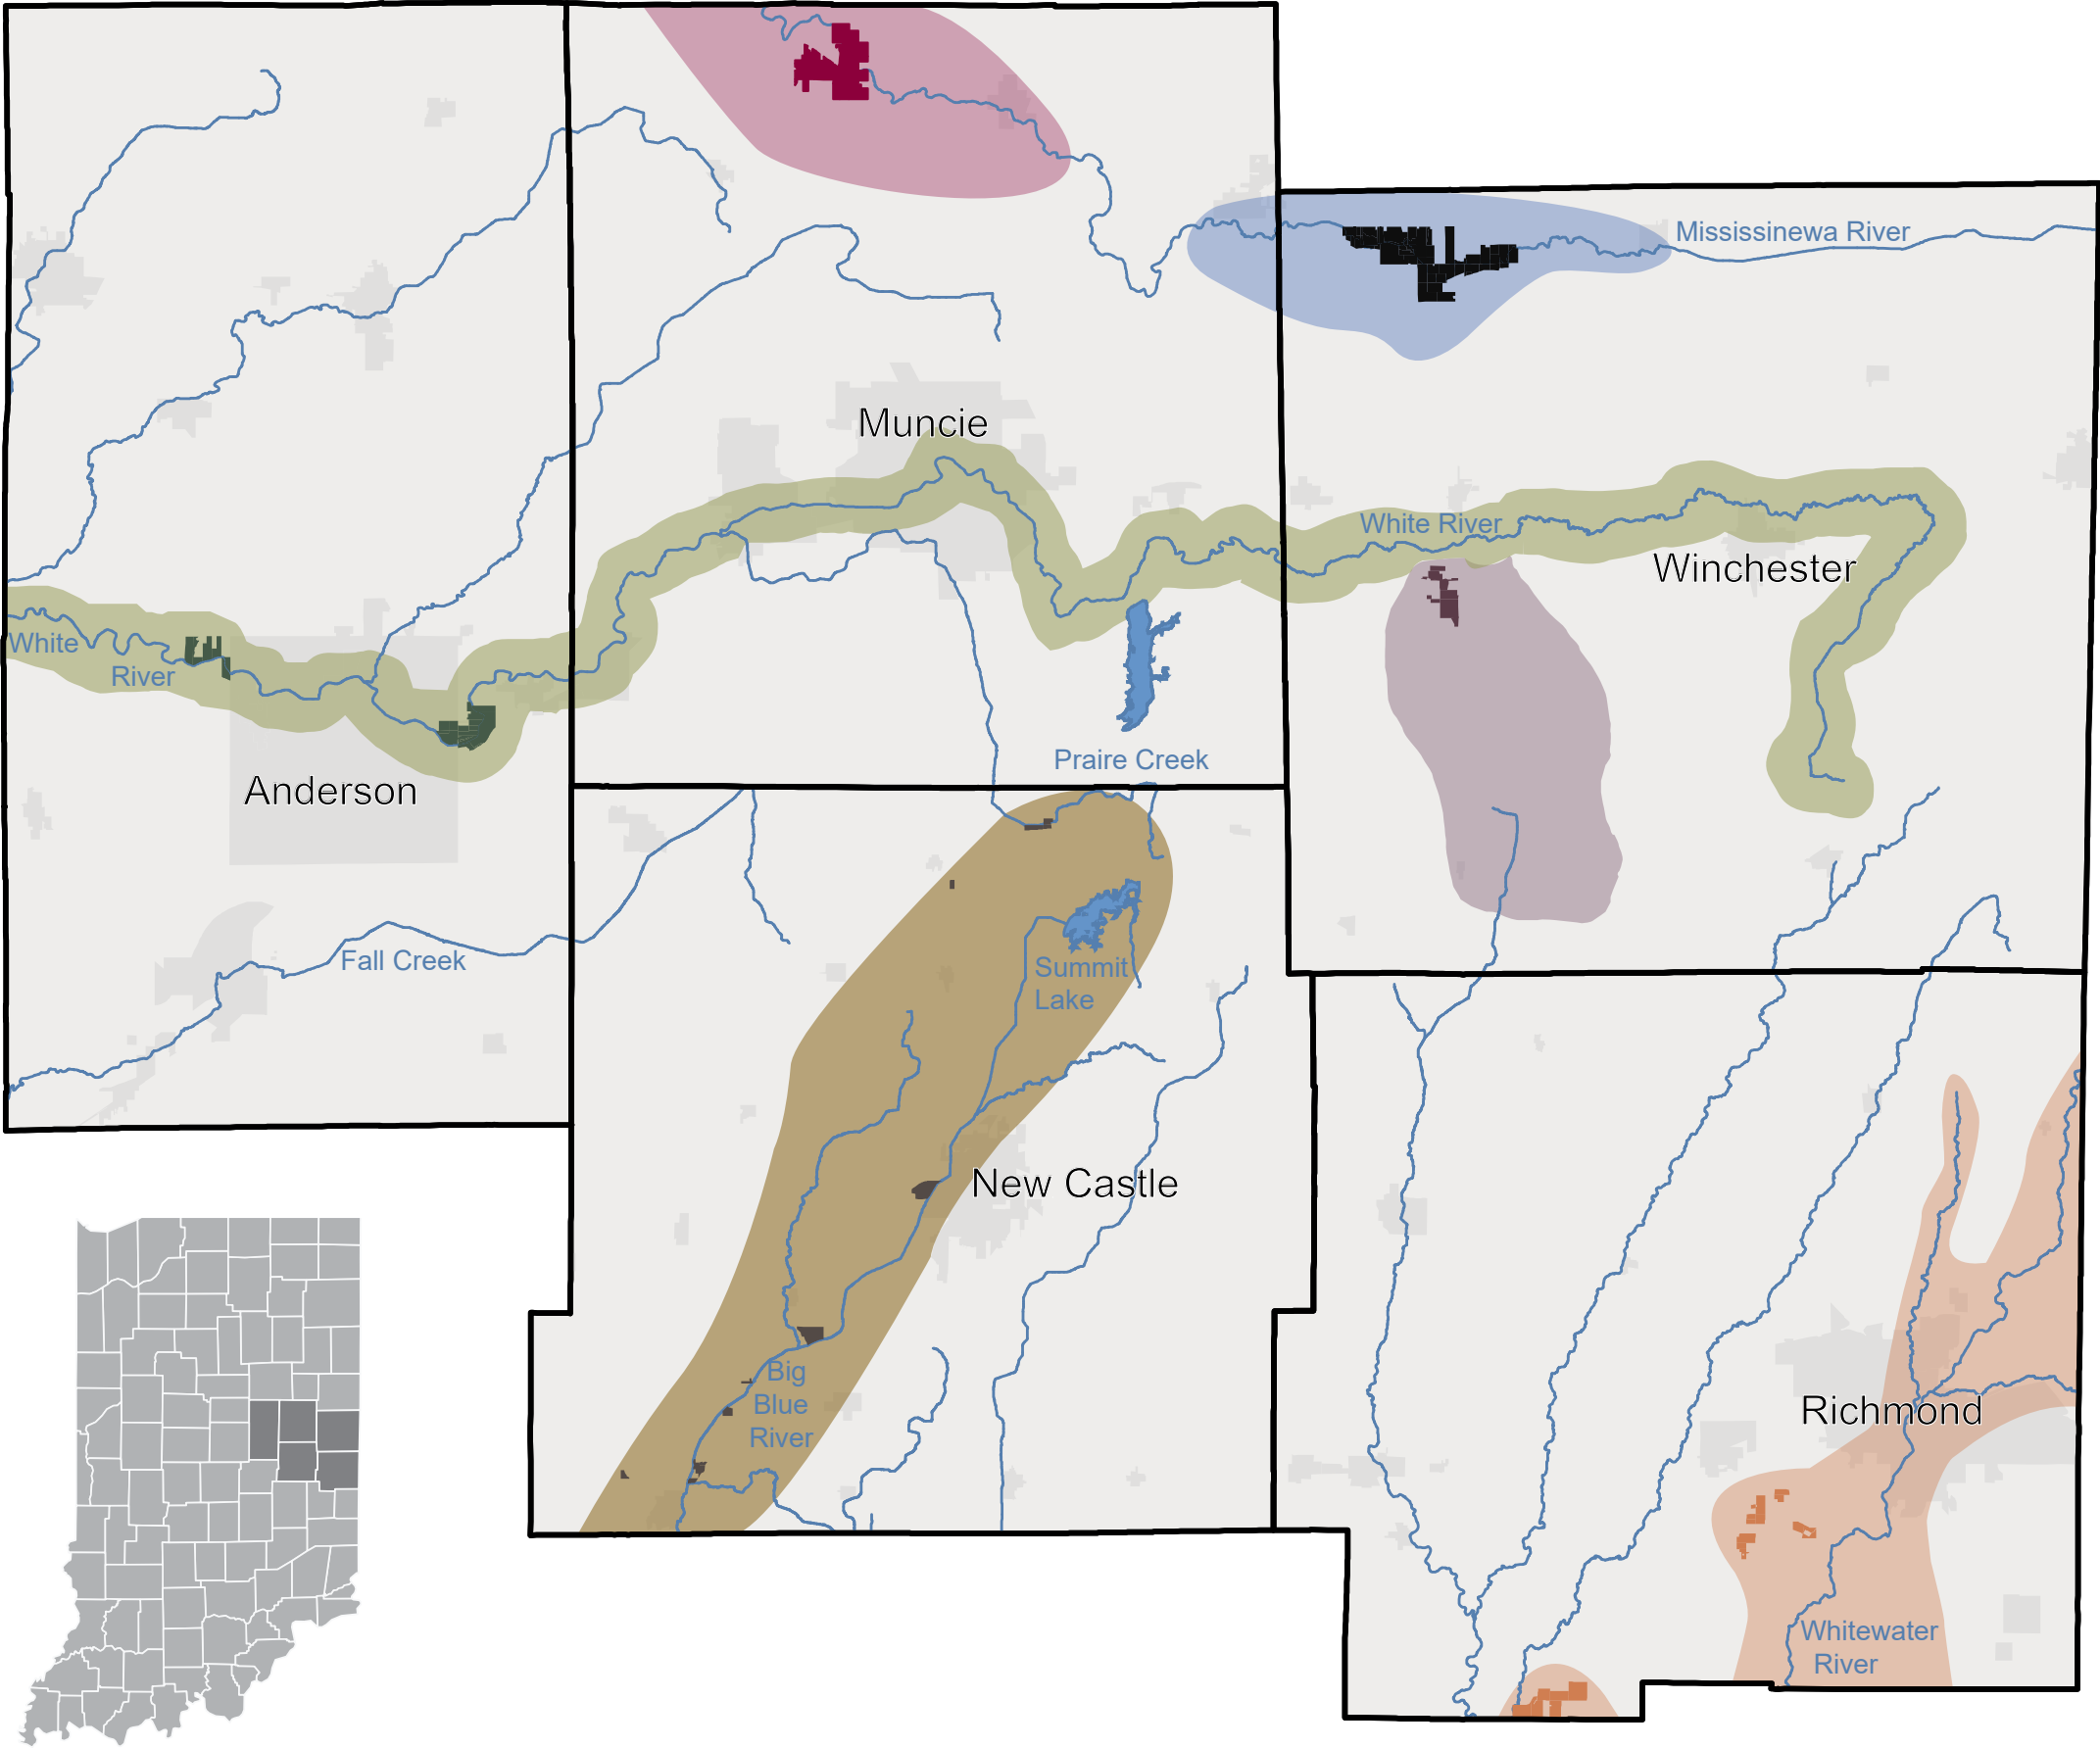 Mississinewa River
Muncie
White River
Winchester
White
River
Praire Creek
Anderson
Fall Creek
Summit
Lake
New Castle
Big
Blue
River
Richmond
Whitewater
River